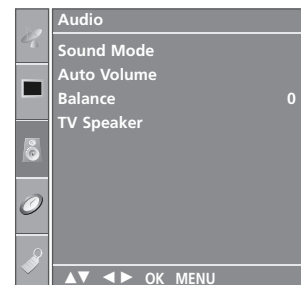 Audio
Sound Mode
Auto Volume
Balance 0
TV Speaker
▲▼ ◄► OK MENU